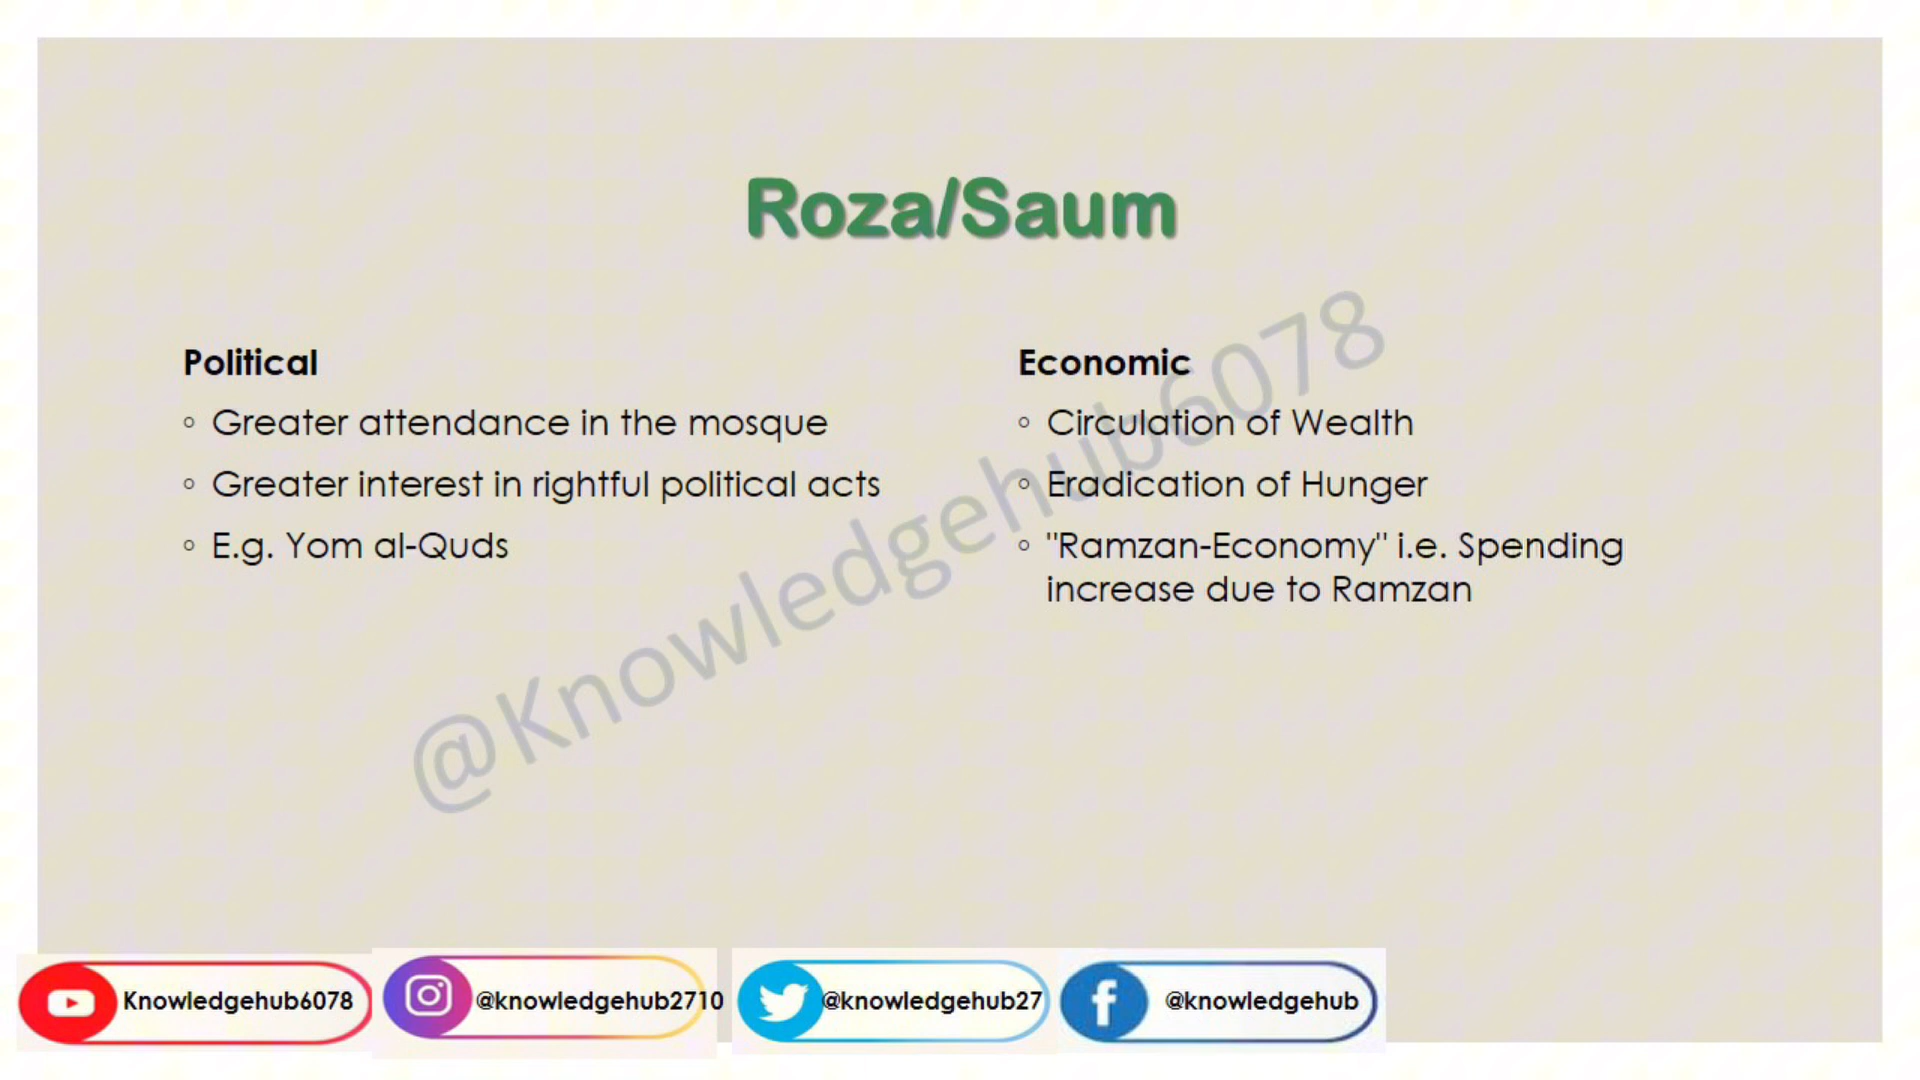 Roza/Saum
Political
◦ Greater attendance in the mosque
◦ Greater interest in rightful political acts
◦ E.g. Yom al-Quds
Economic
◦ Circulation of Wealth
◦ Eradication of Hunger
◦ "Ramzan-Economy" i.e. Spending
increase due to Ramzan
@Knowledgehub6078
Knowledgehub6078
@knowledgehub2710
@knowledgehub27
@knowledgehub